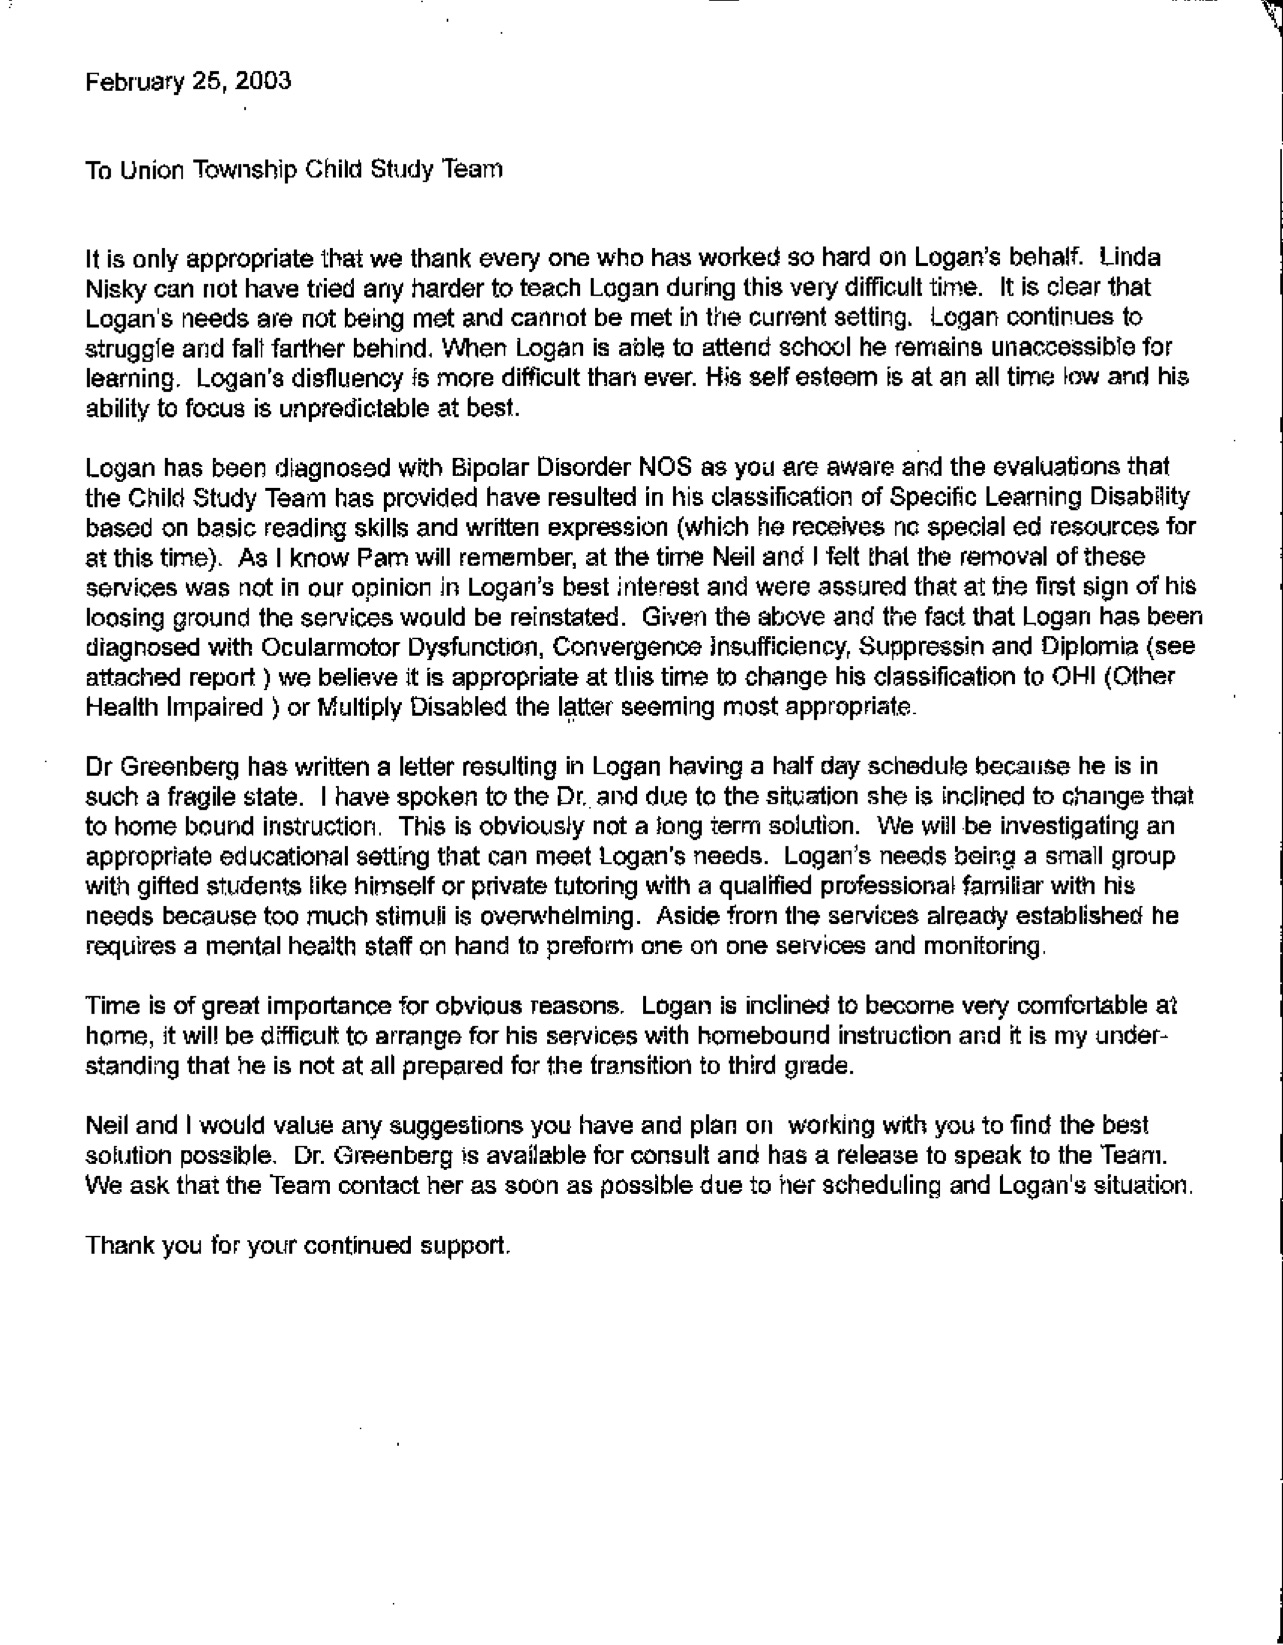 February 25, 2003
To Union Township Child Study Team
It is only appropriate that we thank every one who has worked so hard on Logan's behalf. Linda
Nisky can not have tried any harder to teach Logan during this very difficult time. It is clear that
Logan's needs are not being met and cannot be met in the current setting. Logan continues to
struggle and fall farther behind. When Logan is able to attend school he remains unaccessible for
learning. Logan's disfluency is more difficult than ever. His self esteem is at an all time low and his
ability to focus is unpredictable at best.
Logan has been diagnosed with Bipolar Disorder NOS as you are aware and the evaluations that
the Child Study Team has provided have resulted in his classification of Specific Learning Disability
based on basic reading skills and written expression (which he receives no special ed resources for
at this time). As I know Pam will remember, at the time Neil and I felt that the removal of these
services was not in our opinion in Logan's best interest and were assured that at the first sign of his
loosing ground the services would be reinstated. Given the above and the fact that Logan has been
diagnosed with Ocularmotor Dysfunction, Convergence Insufficiency, Suppressin and Diplomia (see
attached report ) we believe it is appropriate at this time to change his classification to OHI (Other
Health Impaired ) or Multiply Disabled the latter seeming most appropriate.
Dr Greenberg has written a letter resulting in Logan having a half day schedule because he is in
such a fragile state. I have spoken to the Dr. and due to the situation she is inclined to change that
to home bound instruction. This is obviously not a long term solution. We will be investigating an
appropriate educational setting that can meet Logan's needs. Logan's needs being a small group
with gifted students like himself or private tutoring with a qualified professional familiar with his
needs because too much stimuli is overwhelming. Aside from the services already established he
requires a mental health staff on hand to preform one on one services and monitoring.
Time is of great importance for obvious reasons. Logan is inclined to become very comfortable at
home, it will be difficult to arrange for his services with homebound instruction and it is my under-
standing that he is not at all prepared for the transition to third grade.
Neil and I would value any suggestions you have and plan on working with you to find the best
solution possible. Dr. Greenberg is available for consult and has a release to speak to the Team.
We ask that the Team contact her as soon as possible due to her scheduling and Logan's situation.
Thank you for your continued support.